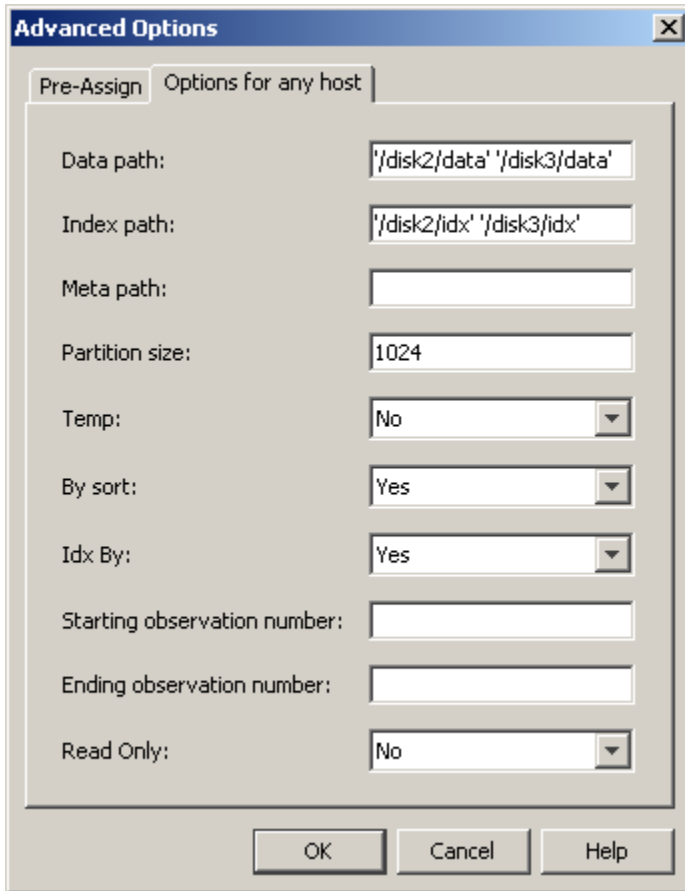 Advanced Options
Pre-Assign Options for any host
Data path: '/disk2/data' '/disk3/data'
Index path: '/disk2/idx' '/disk3/idx'
Meta path:
Partition size: 1024
Temp: No
By sort: Yes
Idx By: Yes
Starting observation number:
Ending observation number:
Read Only: No
OK Cancel Help